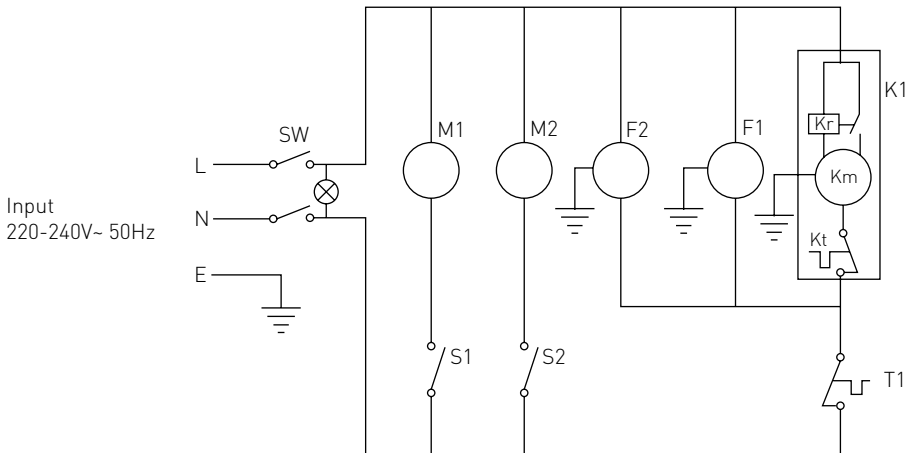 K1
SW
M1
M2
F2
F1
Kr
L
Km
Input
220-240V~ 50Hz
N
Kt
E
S1
S2
T1